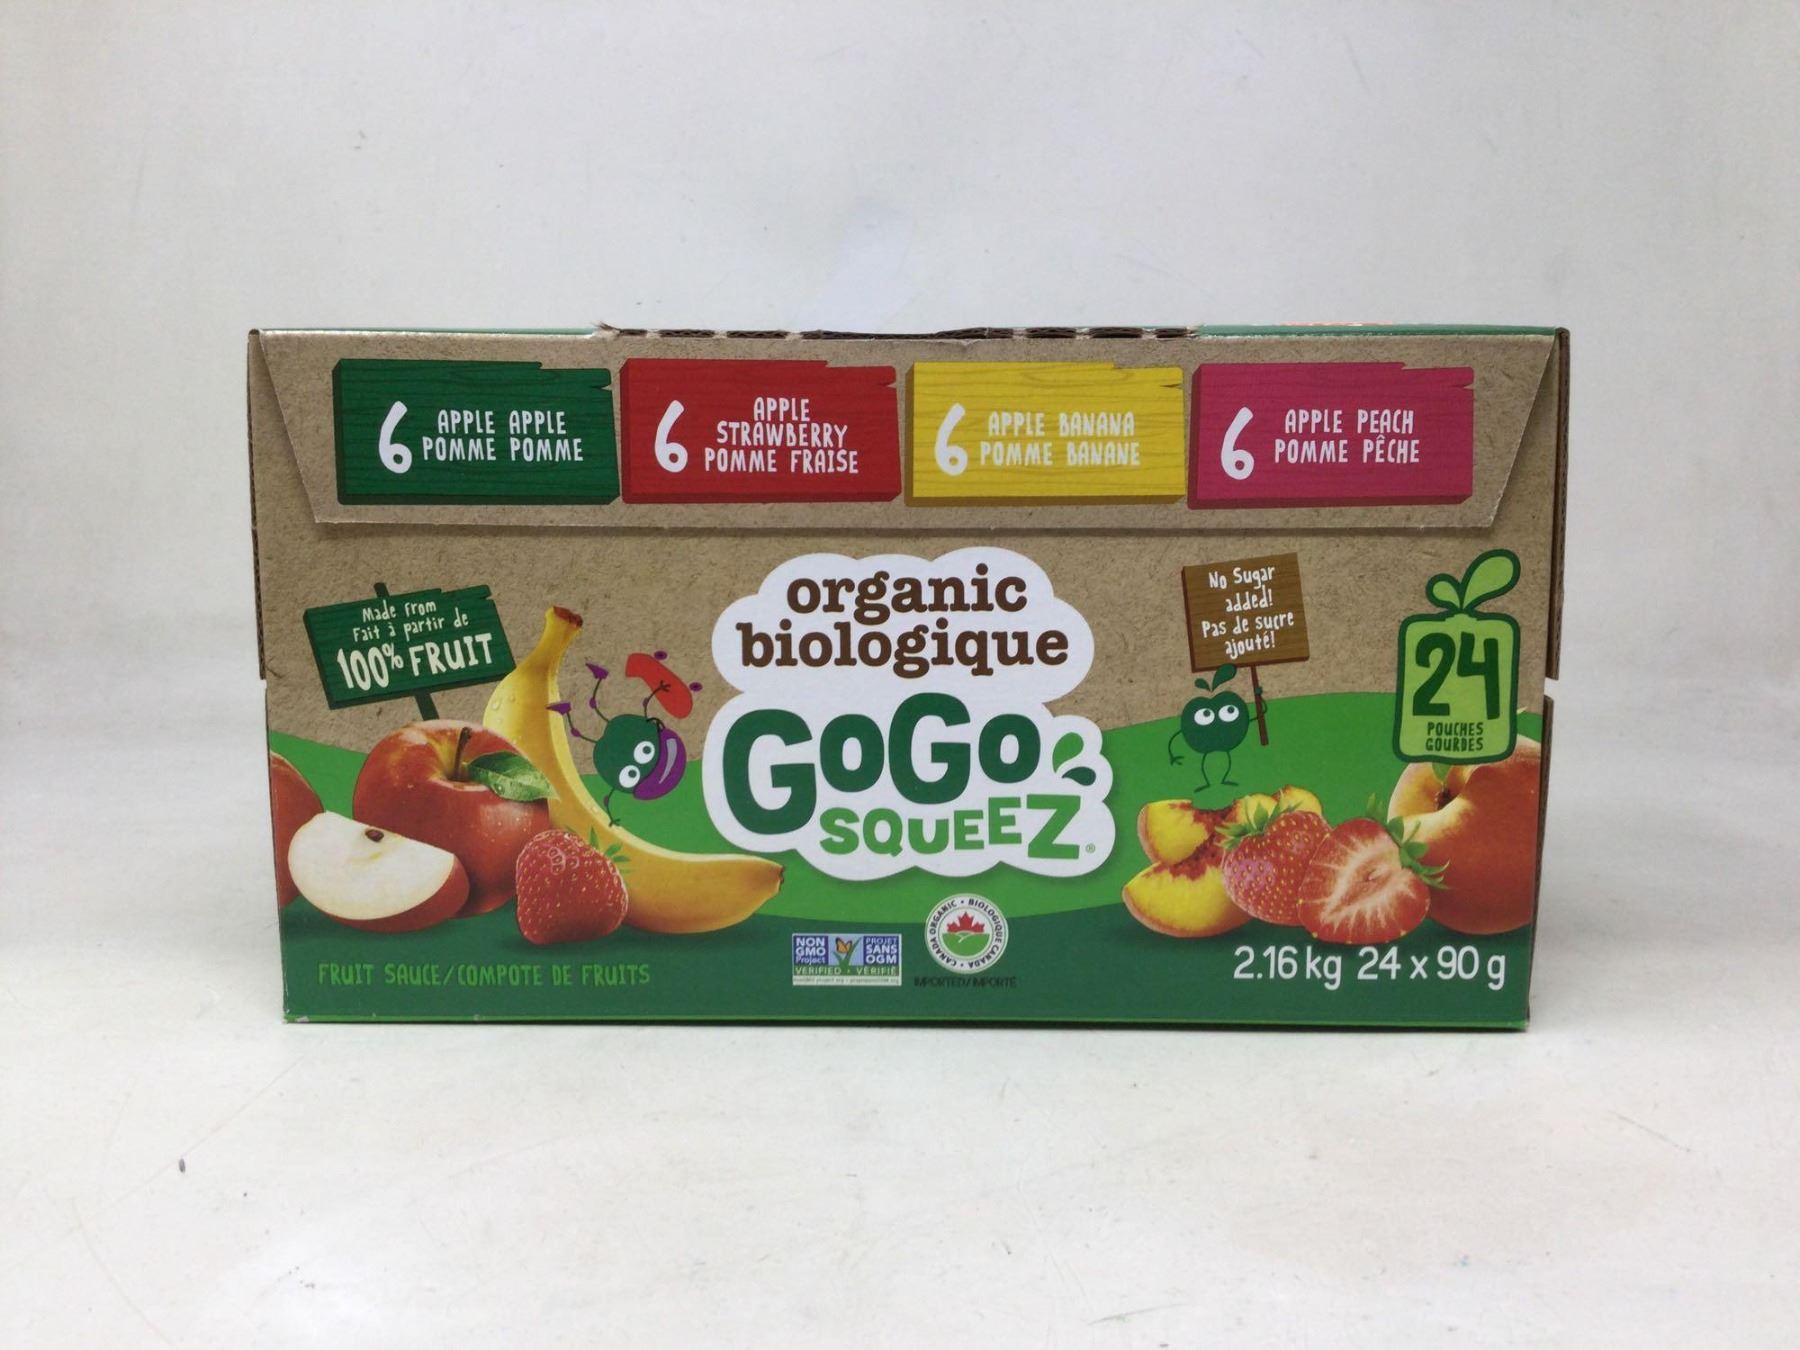 6 APPLE APPLE
POMME POMME
6 APPLE
STRAWBERRY
POMME FRAISE
6 APPLE BANANA
POMME BANANE
6 APPLE PEACH
POMME PÊCHE
Made from
Fait à partir de
100% FRUIT
organic
biologique
GoGo
SQUEEZ®
No Sugar
added!
Pas de sucre
ajouté!
24
POUCHES
GOURDES
FRUIT SAUCE/COMPOTE DE FRUITS
NON
GMO
Project
VERIFIED
PROJET
SANS
OGM
VÉRIFIÉ
CANADA ORGANIC • BIOLOGIQUE CANADA •
IMPORTED/IMPORTÉ
2.16 kg 24 x 90 g